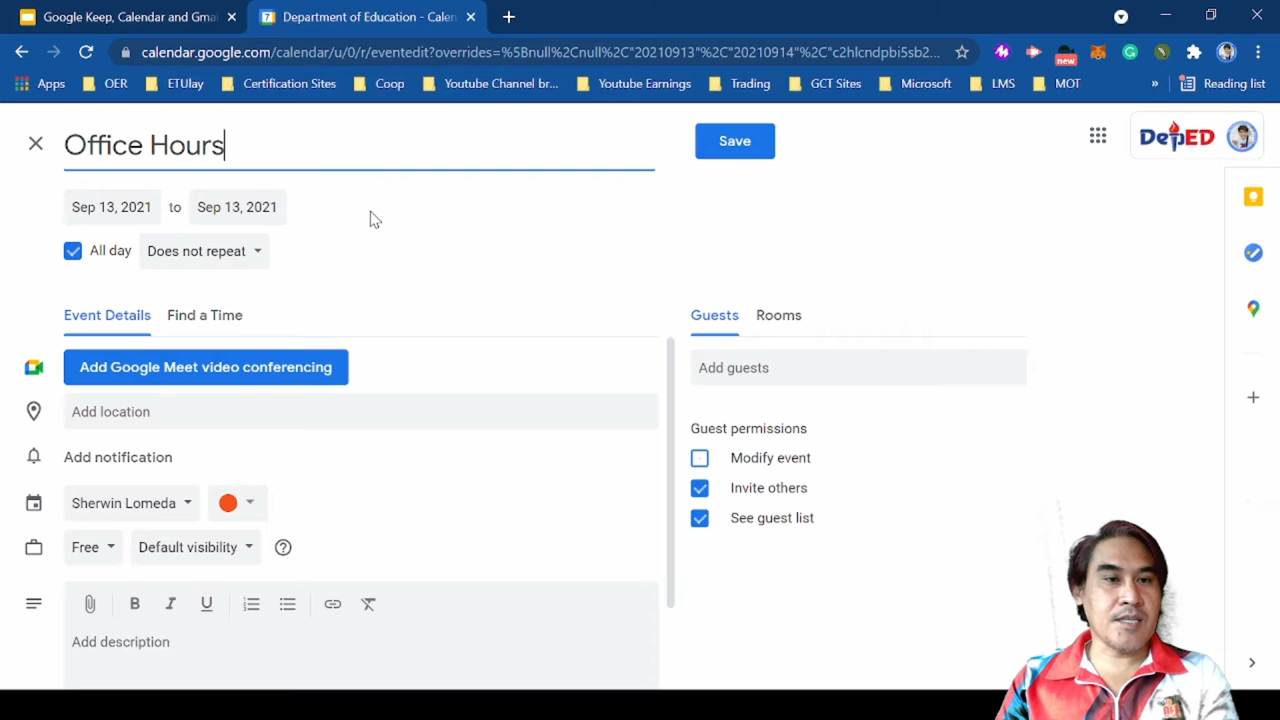 Google Keep, Calendar and Gma
Department of Education - Calen
calendar.google.com/calendar/u/0/r/eventedit?overrides=%5Bnull%2Cnull%2C"20210913"%2C"20210914"%2C"c2hlcndpbi5sb2...
new
Apps
OER
ETUlay
Certification Sites
Coop
Youtube Channel br...
Youtube Earnings
Trading
GCT Sites
Microsoft
LMS
MOT
»
Reading list
Office Hours
Save
DepED
Sep 13, 2021 to Sep 13, 2021
All day
Does not repeat
Event Details
Find a Time
Guests
Rooms
Add Google Meet video conferencing
Add guests
Add location
Guest permissions
Add notification
Modify event
Invite others
Sherwin Lomeda
See guest list
Free
Default visibility
B I U
Add description